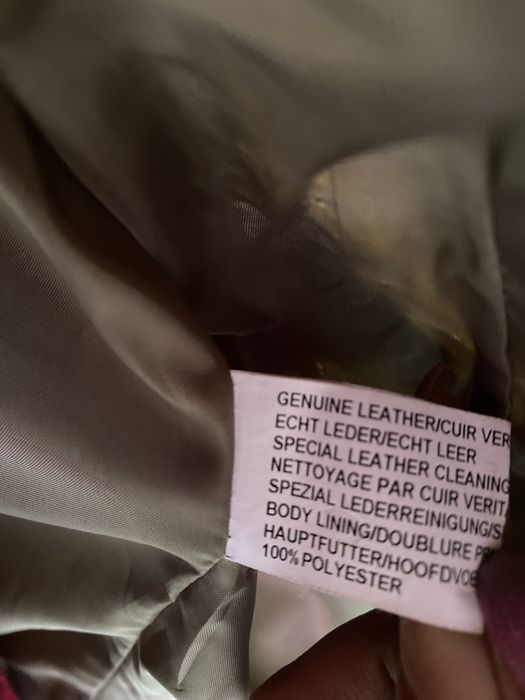 GENUINE LEATHER/CUIR VER
ECHT LEDER/ECHT LEER
SPECIAL LEATHER CLEANING
NETTOYAGE PAR CUIR VERIT
SPEZIAL LEDERREINIGUNG/S
BODY LINING/DOUBLURE PR
HAUPTFUTTER/HOOFDVOE
100% POLYESTER